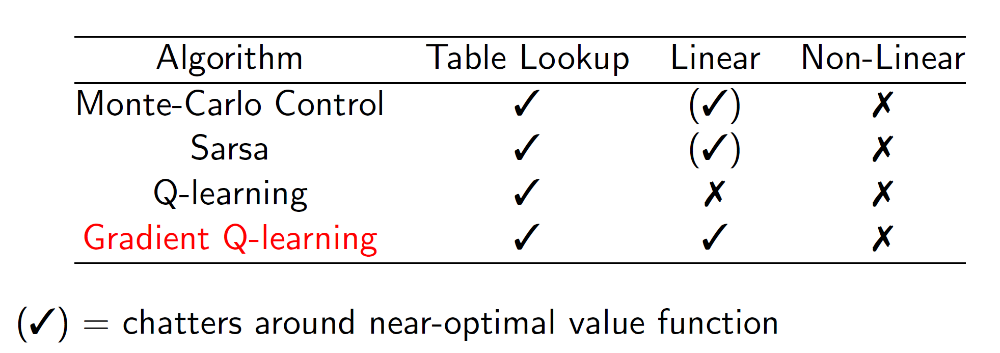 Algorithm Table Lookup Linear Non-Linear
Monte-Carlo Control ✓ (✓) ✗
Sarsa ✓ (✓) ✗
Q-learning ✓ ✗ ✗
Gradient Q-learning ✓ ✓ ✗
(✓) = chatters around near-optimal value function